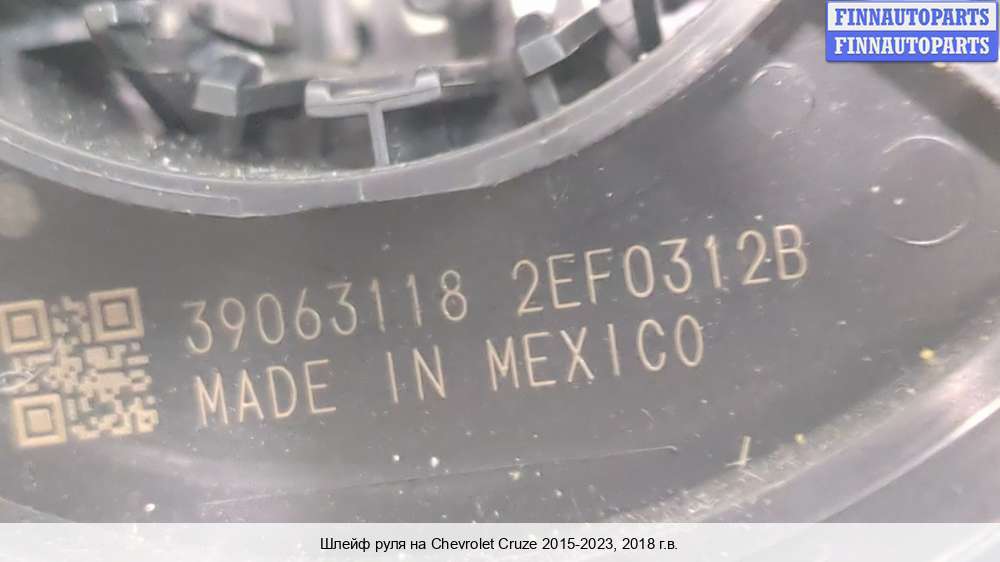 FINNAUTOPARTS
FINNAUTOPARTS
39063118 2EF0312B
MADE IN MEXICO
Шлейф руля на Chevrolet Cruze 2015-2023, 2018 г.в.